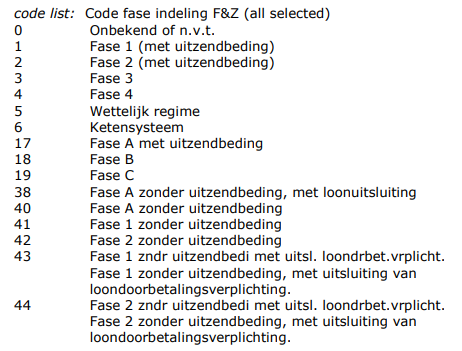 code list: Code fase indeling F&Z (all selected)
0 Onbekend of n.v.t.
1 Fase 1 (met uitzendbeding)
2 Fase 2 (met uitzendbeding)
3 Fase 3
4 Fase 4
5 Wettelijk regime
6 Ketensysteem
17 Fase A met uitzendbeding
18 Fase B
19 Fase C
38 Fase A zonder uitzendbeding, met loonuitsluiting
40 Fase A zonder uitzendbeding
41 Fase 1 zonder uitzendbeding
42 Fase 2 zonder uitzendbeding
43 Fase 1 zndr uitzendbedi met uitsl. loondrbet.vrplicht.
Fase 1 zonder uitzendbeding, met uitsluiting van
loondoorbetalingsverplichting.
44 Fase 2 zndr uitzendbedi met uitsl. loondrbet.vrplicht.
Fase 2 zonder uitzendbeding, met uitsluiting van
loondoorbetalingsverplichting.